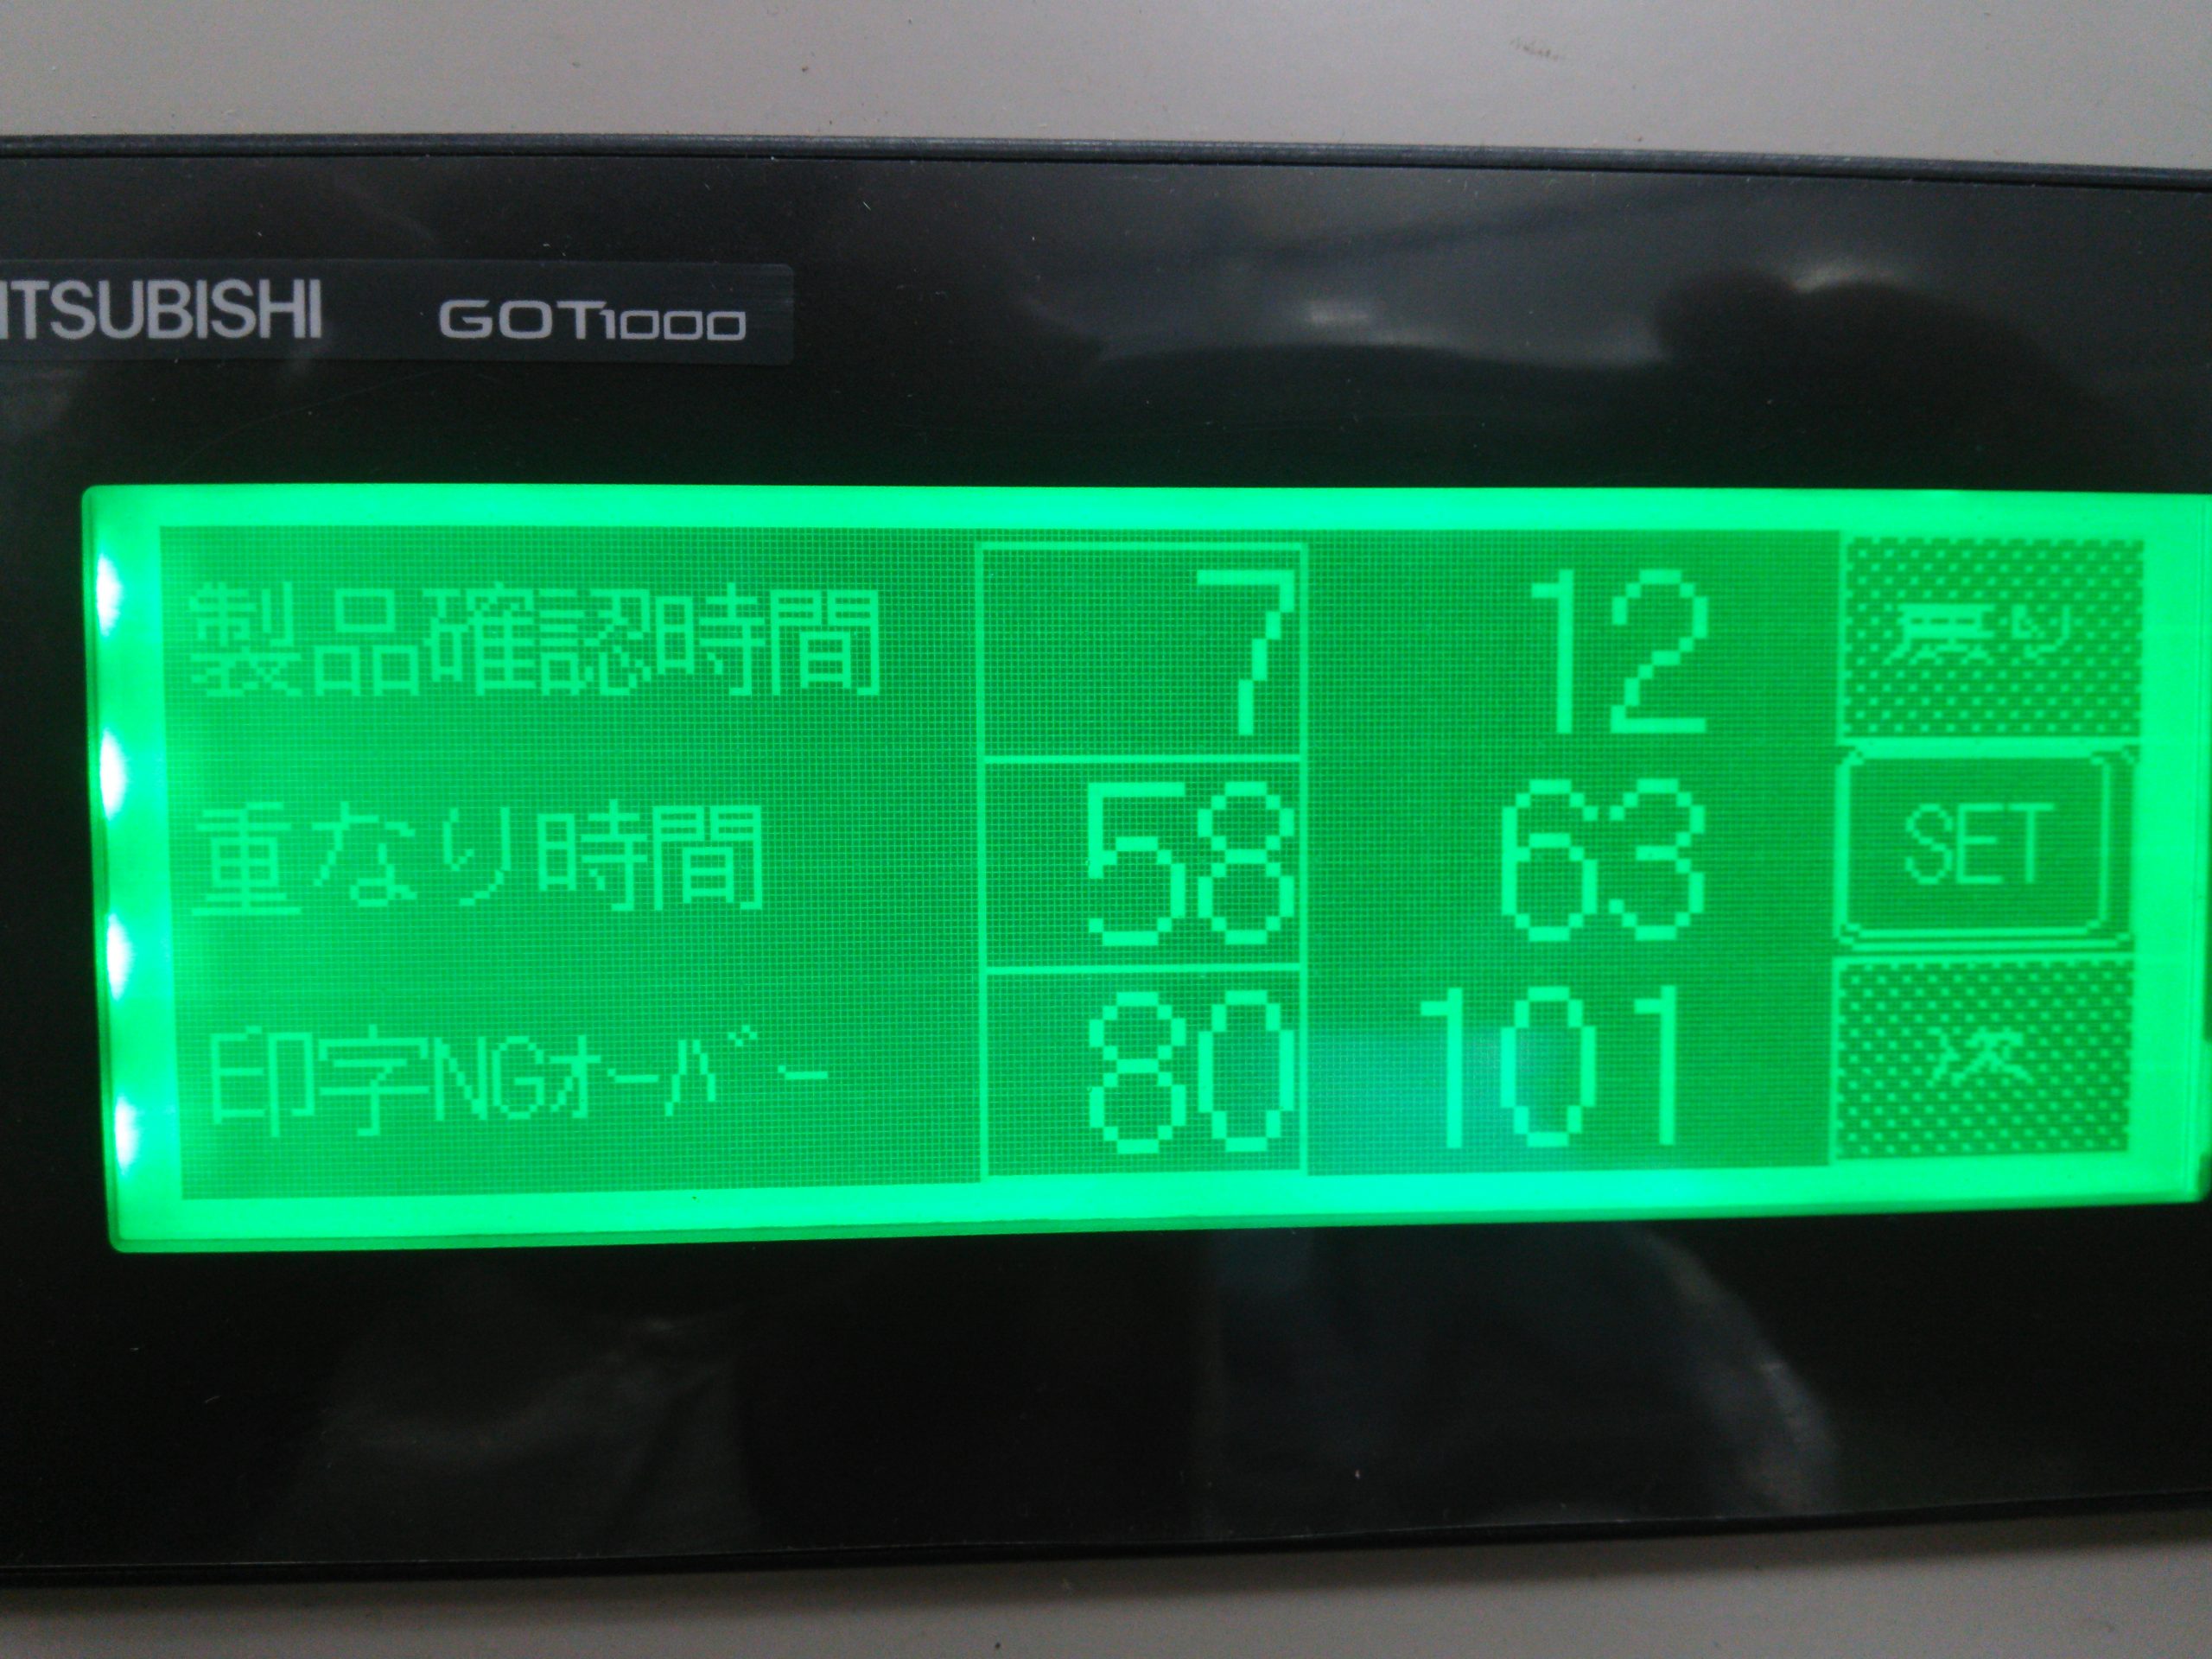 ITSUBISHI GOT1000
製品確認時間 7 12 戻り
重なり時間 58 63 SET
印字NGｵｰﾊﾞｰ 80 101 次